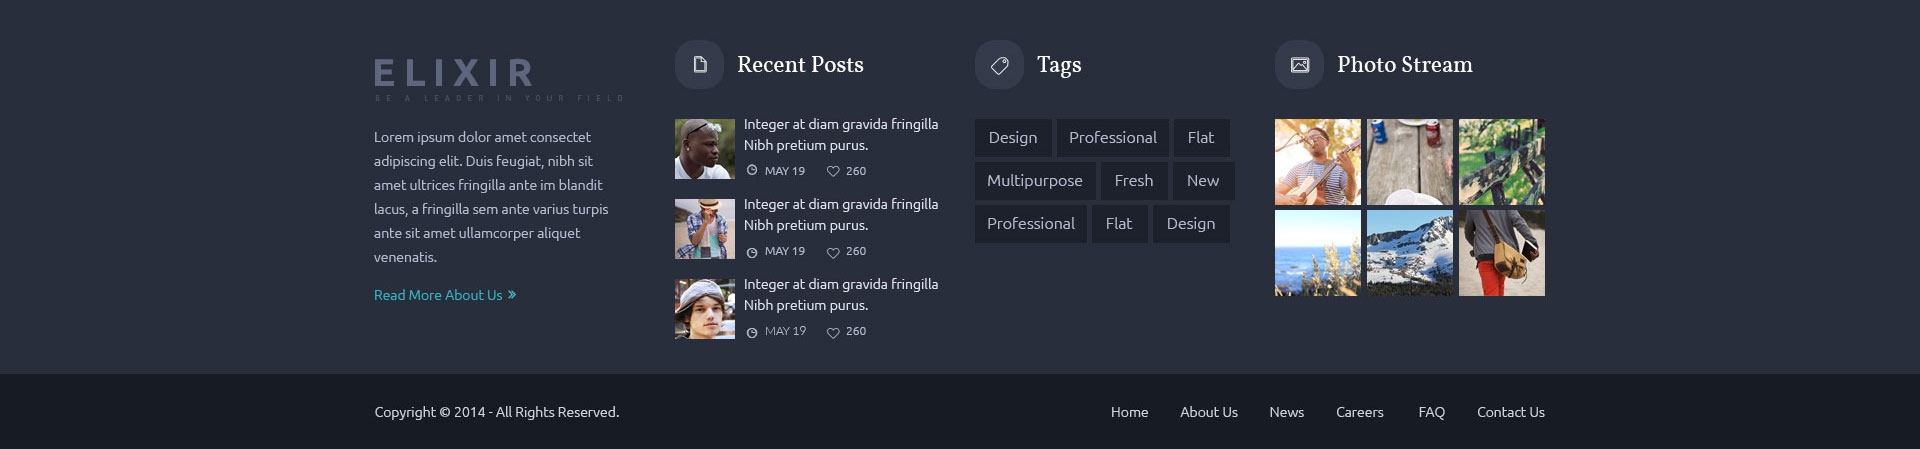 ELIXIR
BE A LEADER IN YOUR FIELD
Lorem ipsum dolor amet consectet
adipiscing elit. Duis feugiat, nibh sit
amet ultrices fringilla ante im blandit
lacus, a fringilla sem ante varius turpis
ante sit amet ullamcorper aliquet
venenatis.
Read More About Us »
Recent Posts
Integer at diam gravida fringilla
Nibh pretium purus.
MAY 19 260
Integer at diam gravida fringilla
Nibh pretium purus.
MAY 19 260
Integer at diam gravida fringilla
Nibh pretium purus.
MAY 19 260
Tags
Design Professional Flat
Multipurpose Fresh New
Professional Flat Design
Photo Stream
Copyright © 2014 - All Rights Reserved.
Home About Us News Careers FAQ Contact Us